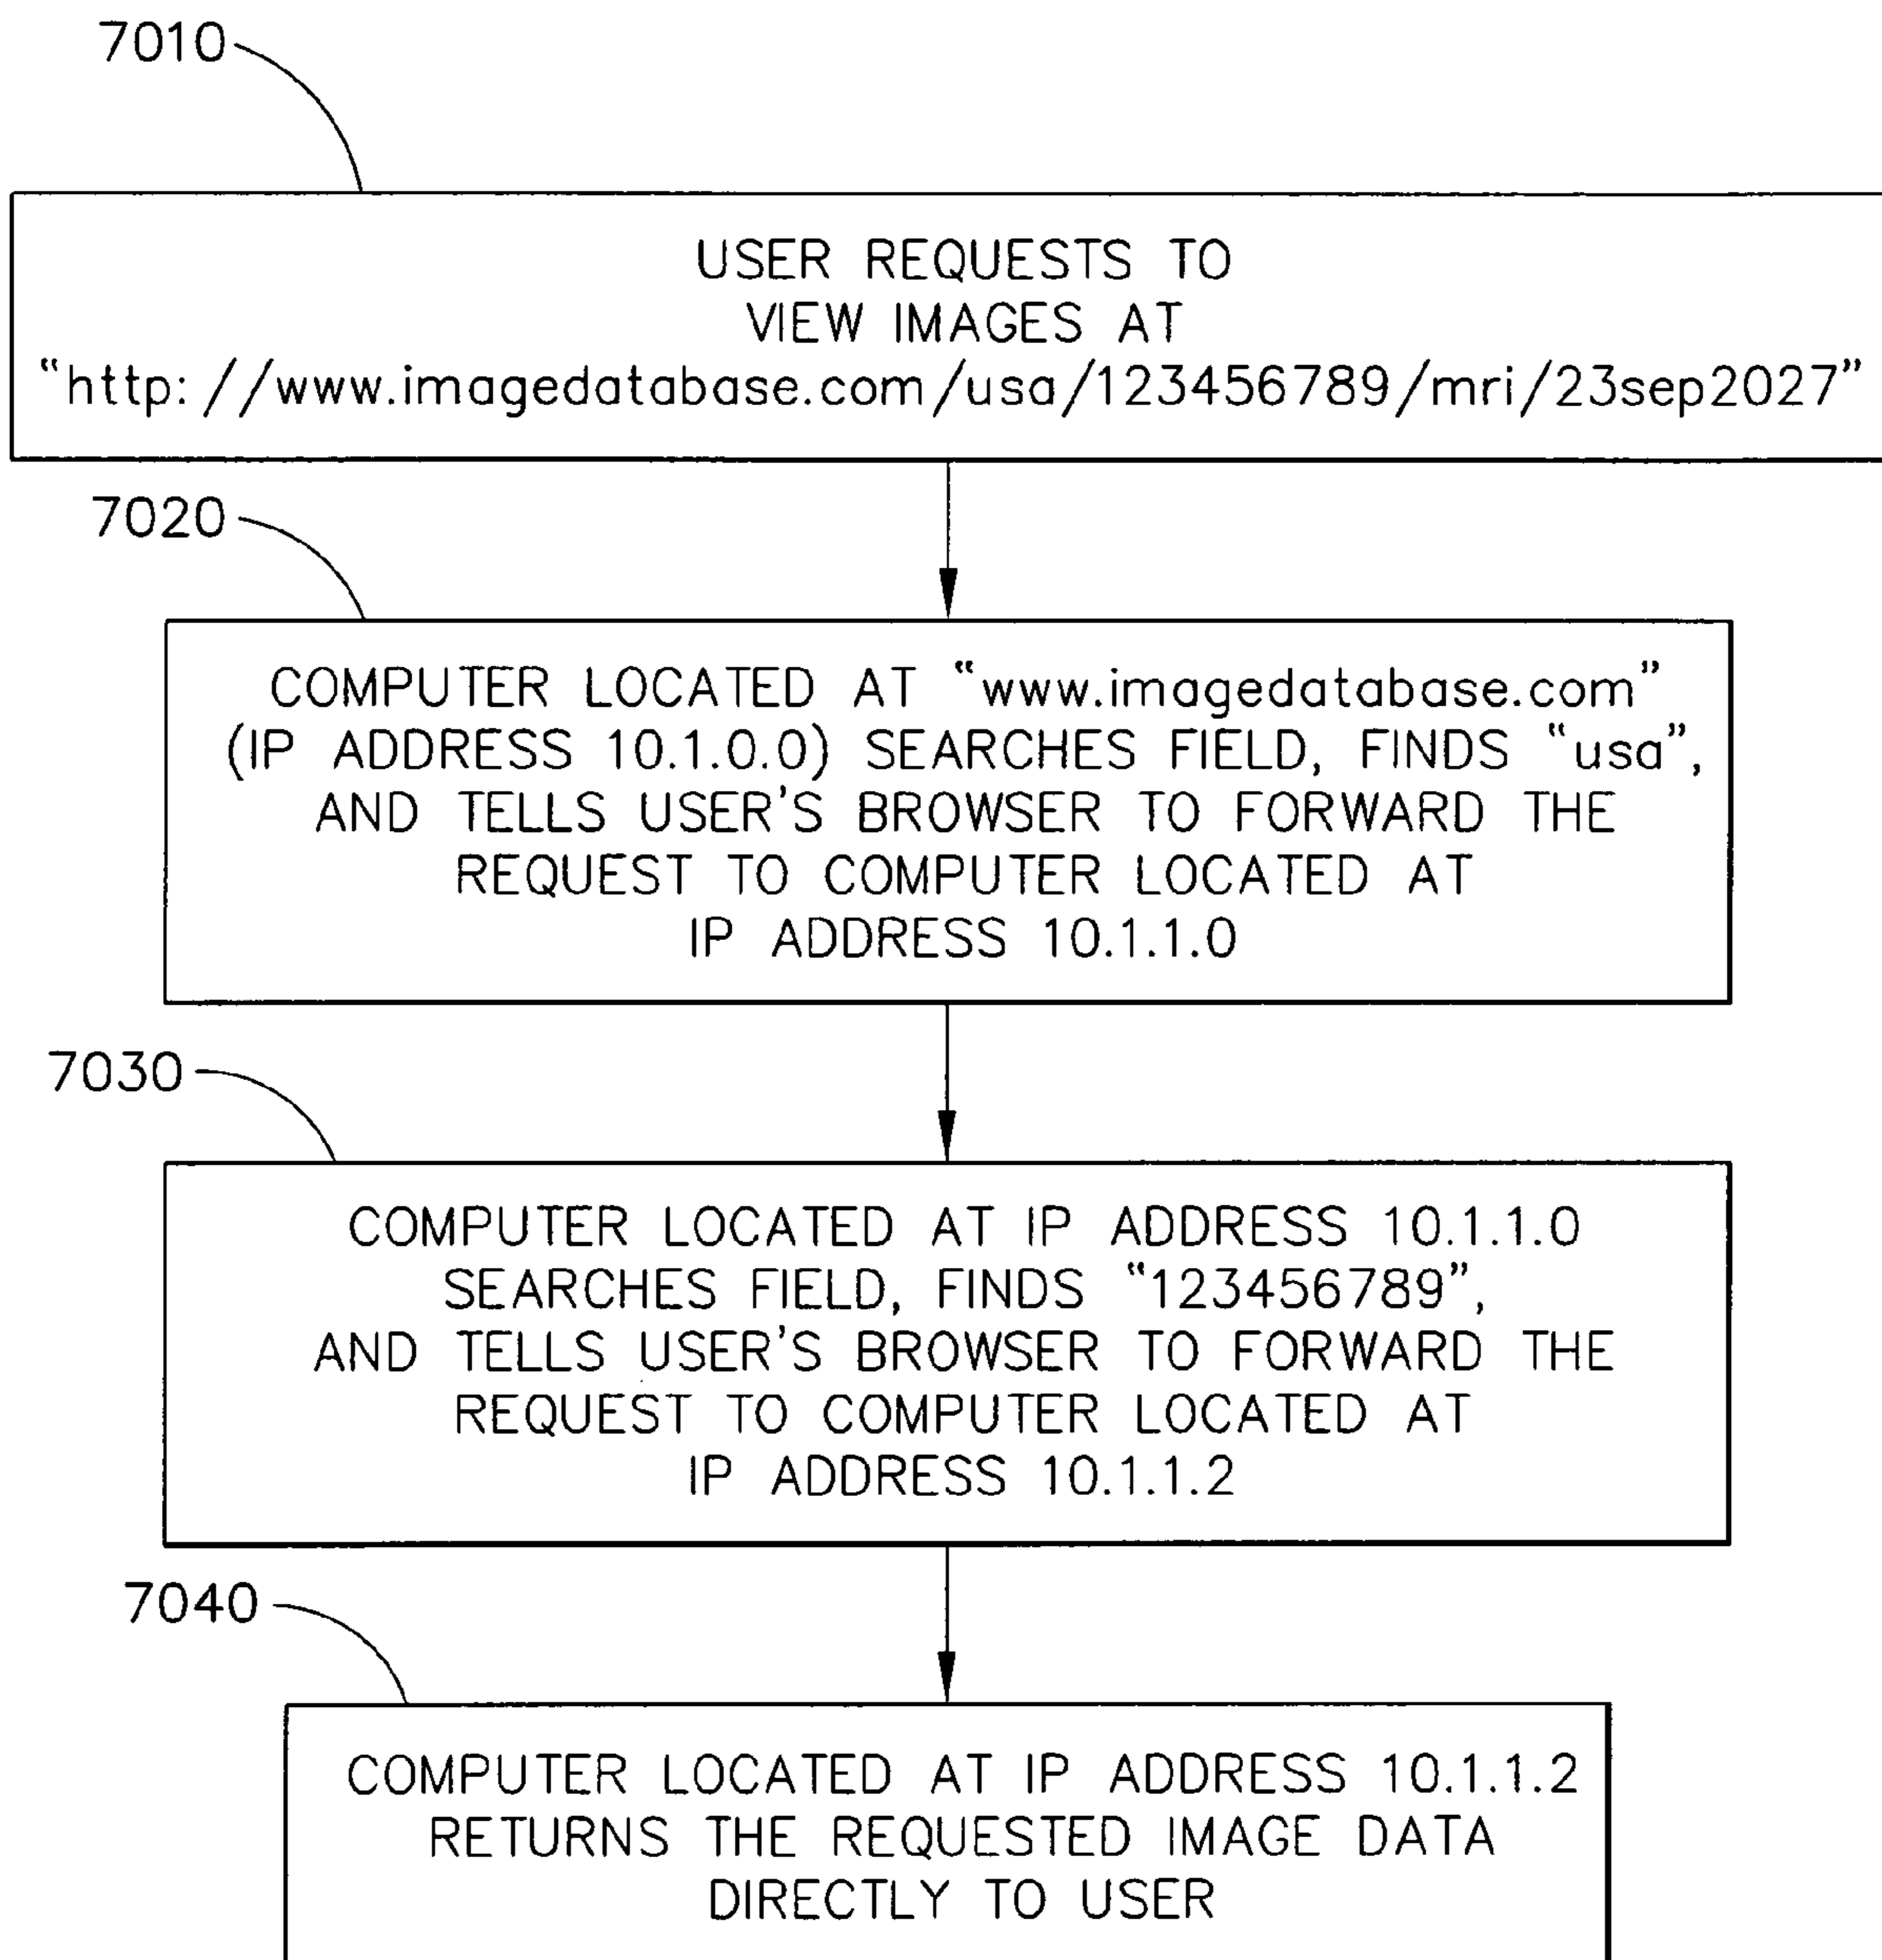 7010
USER REQUESTS TO
VIEW IMAGES AT
“http://www.imagedatabase.com/usa/123456789/mri/23sep2027”
7020
COMPUTER LOCATED AT “www.imagedatabase.com”
(IP ADDRESS 10.1.0.0) SEARCHES FIELD, FINDS “usa”,
AND TELLS USER'S BROWSER TO FORWARD THE
REQUEST TO COMPUTER LOCATED AT
IP ADDRESS 10.1.1.0
7030
COMPUTER LOCATED AT IP ADDRESS 10.1.1.0
SEARCHES FIELD, FINDS “123456789”,
AND TELLS USER'S BROWSER TO FORWARD THE
REQUEST TO COMPUTER LOCATED AT
IP ADDRESS 10.1.1.2
7040
COMPUTER LOCATED AT IP ADDRESS 10.1.1.2
RETURNS THE REQUESTED IMAGE DATA
DIRECTLY TO USER